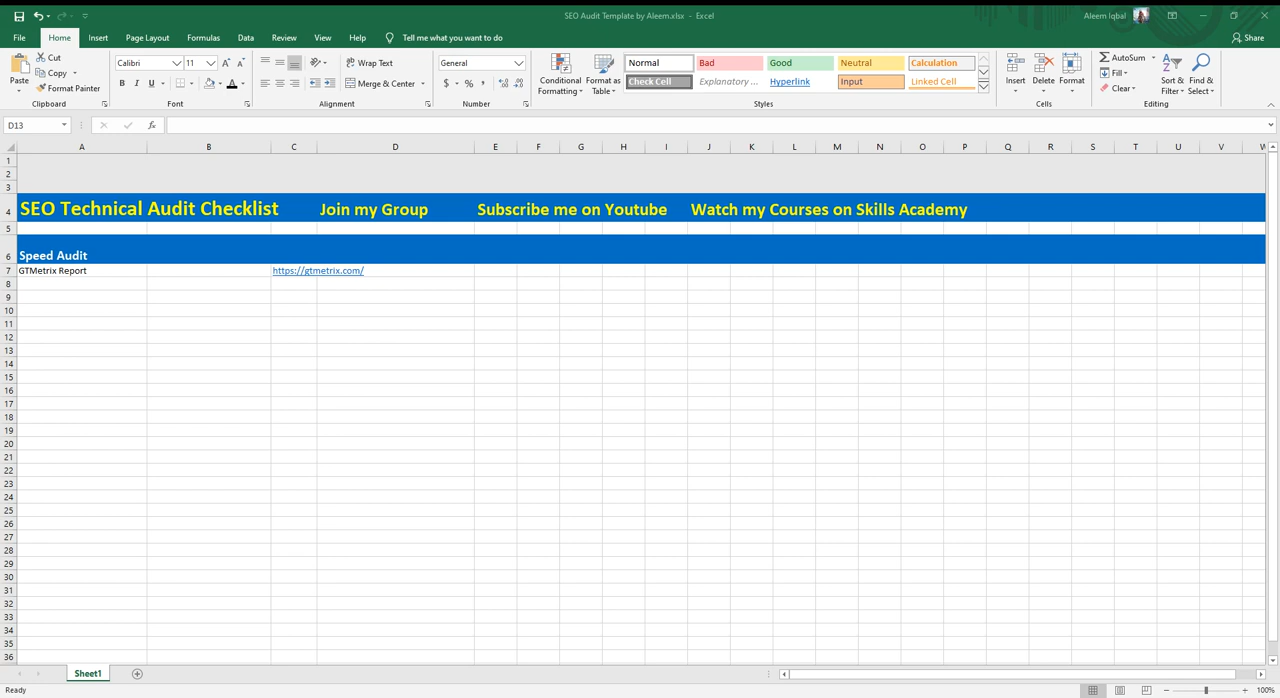 SEO Audit Template by Aleem.xlsx - Excel
Aleem Iqbal
File Home Insert Page Layout Formulas Data Review View Help Tell me what you want to do
Share
Paste
Cut
Copy
Format Painter
Clipboard
Calibri 11
B I U
Font
Wrap Text
Merge & Center
Alignment
General
$ % ,
Number
Conditional Formatting
Format as Table
Normal Bad Good Neutral Calculation
Check Cell Explanatory ... Hyperlink Input Linked Cell
Styles
Insert Delete Format
Cells
AutoSum
Fill
Clear
Sort & Filter
Find & Select
Editing
D13
fx
A B C D E F G H I J K L M N O P Q R S T U V W
1
2
3
4 SEO Technical Audit Checklist Join my Group Subscribe me on Youtube Watch my Courses on Skills Academy
5
6 Speed Audit
7 GTMetrix Report https://gtmetrix.com/
8
9
10
11
12
13
14
15
16
17
18
19
20
21
22
23
24
25
26
27
28
29
30
31
32
33
34
35
36
Sheet1
Ready
100%